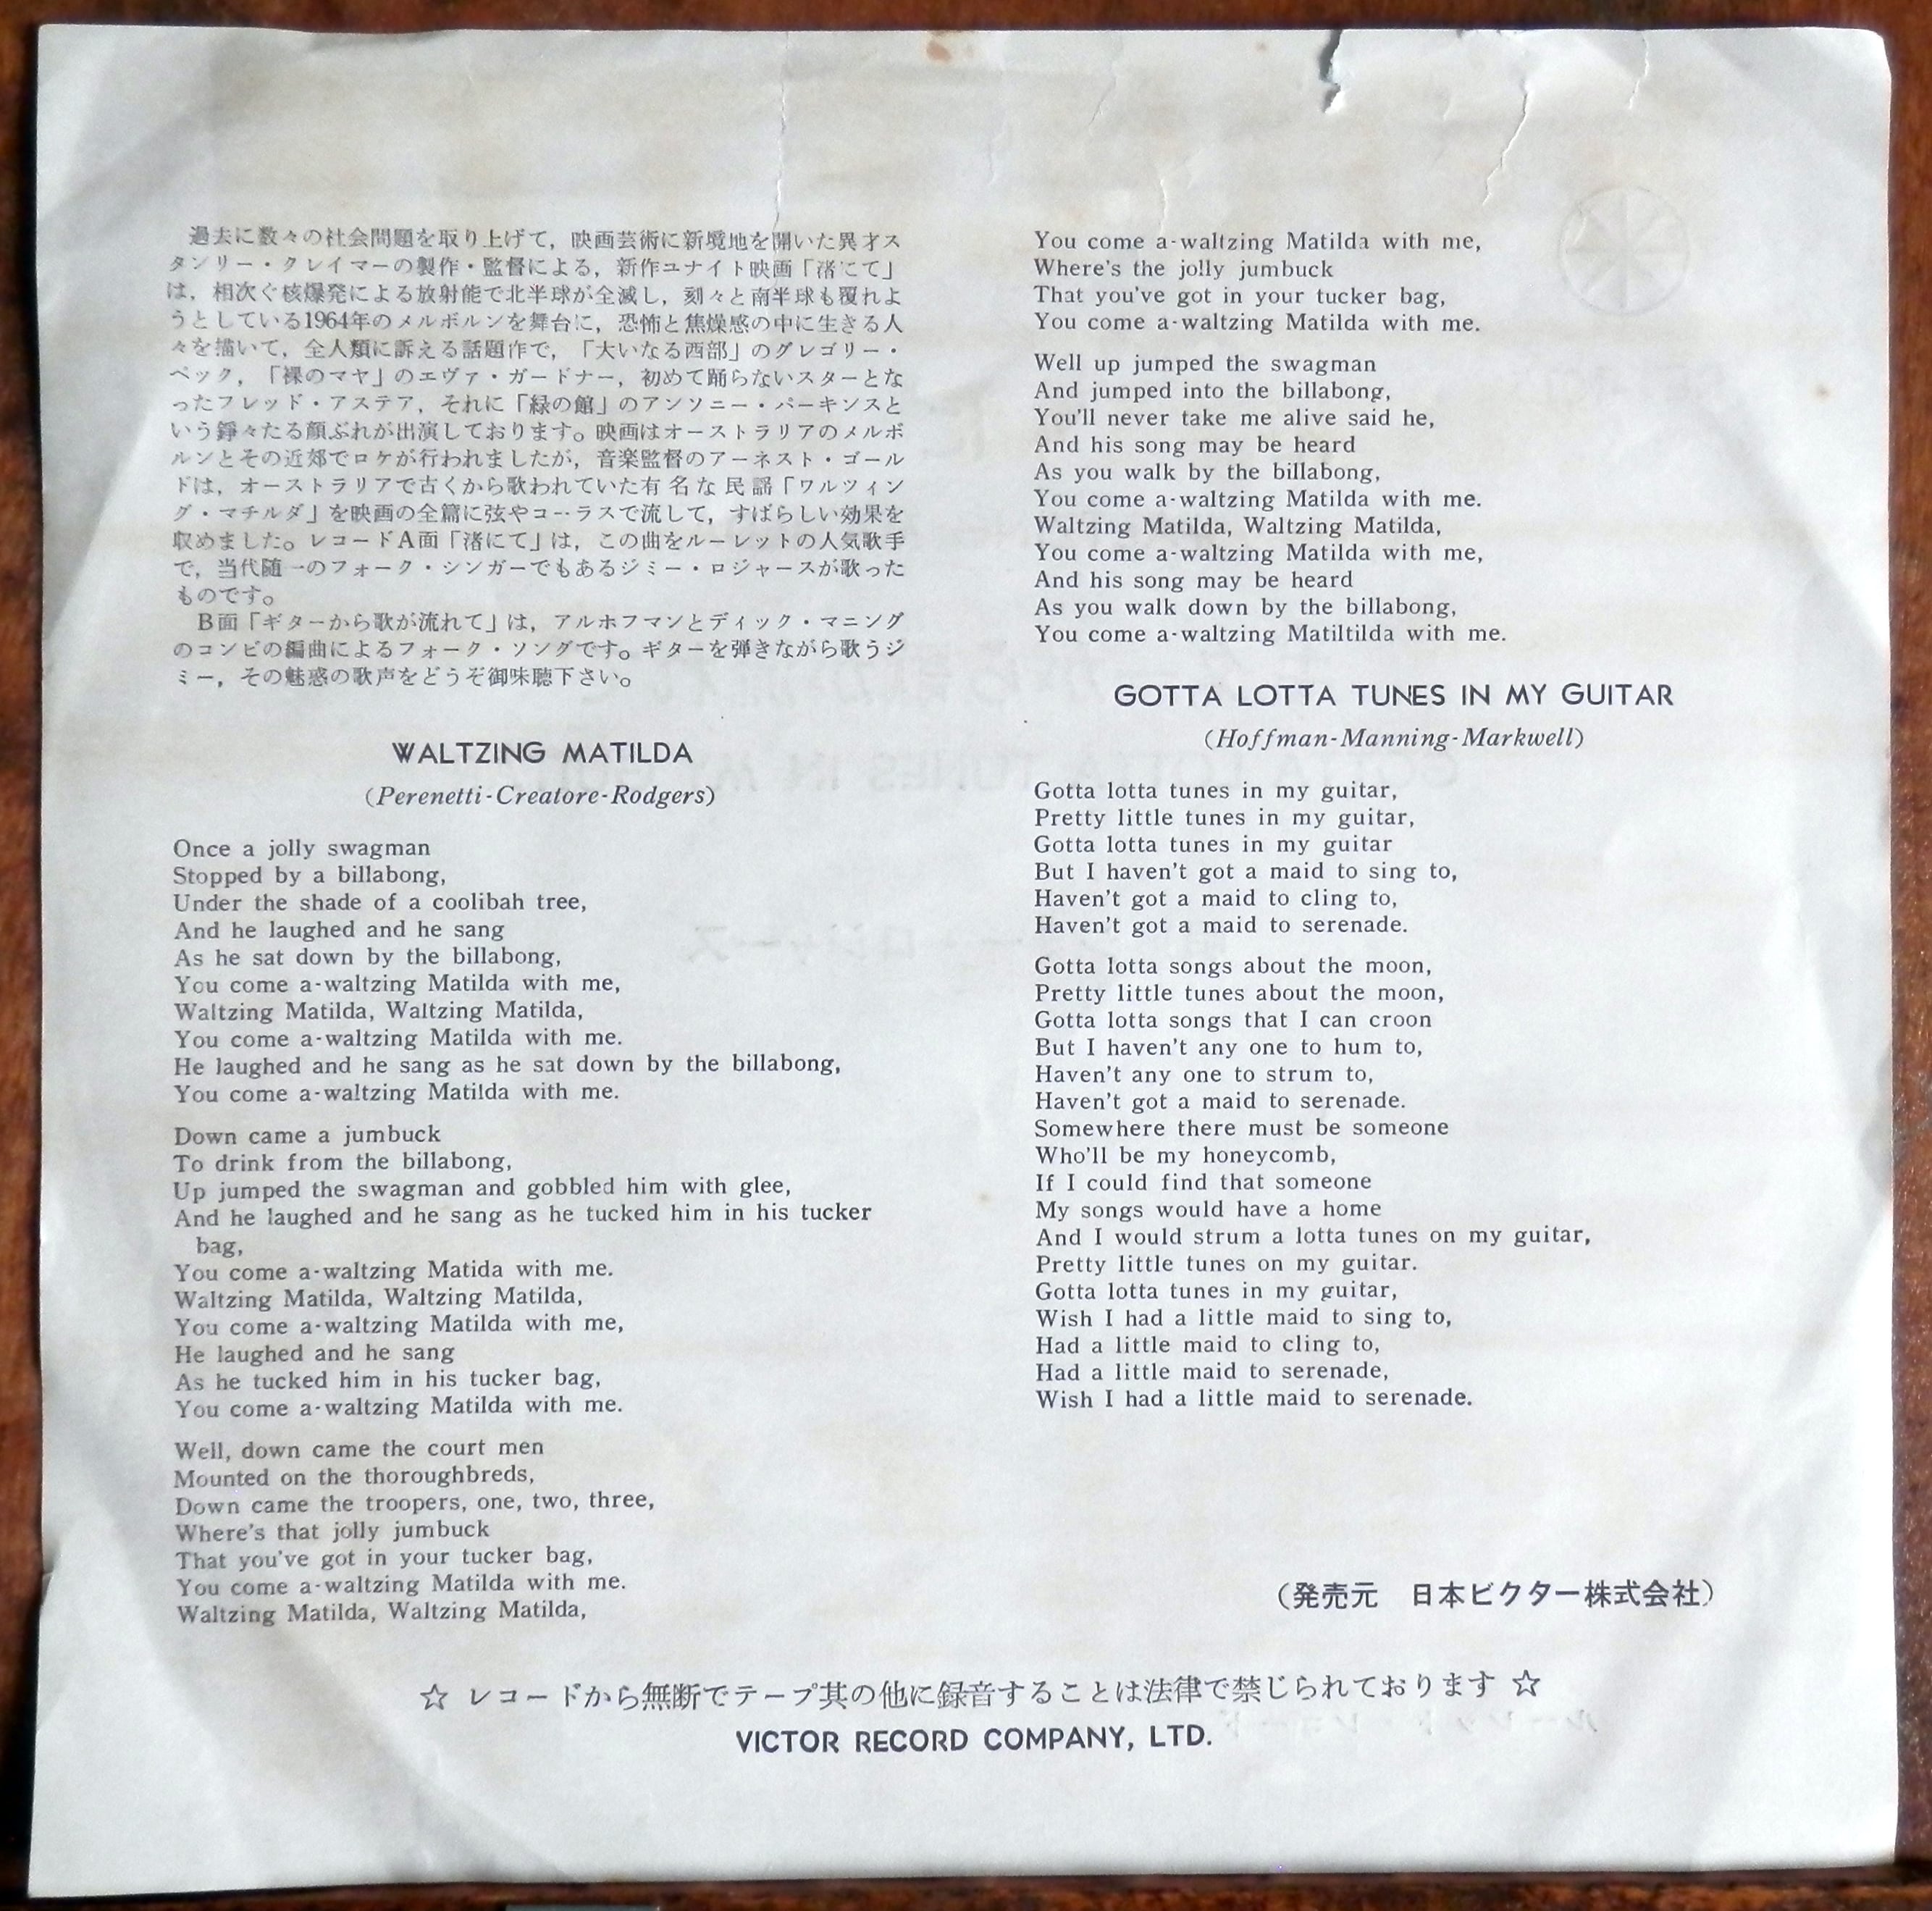 過去に数々の社会問題を取り上げて，映画芸術に新境地を開いた異才ス
タンリー・クレイマーの製作・監督による，新作ユナイト映画「渚にて」
は，相次ぐ核爆発による放射能で北半球が全滅し，刻々と南半球も覆れよ
うとしている1964年のメルボルンを舞台に，恐怖と焦燥感の中に生きる人
々を描いて，全人類に訴える話題作で，「大いなる西部」のグレゴリー・
ペック，「裸のマヤ」のエヴァ・ガードナー，初めて踊らないスターとな
ったフレッド・アステア，それに「緑の館」のアンソニー・パーキンスと
いう錚々たる顔ぶれが出演しております。映画はオーストラリアのメルボ
ルンとその近郊でロケが行われましたが，音楽監督のアーネスト・ゴール
ドは，オーストラリアで古くから歌われていた有名な民謡「ワルツィン
グ・マチルダ」を映画の全篇に弦やコーラスで流して，すばらしい効果を
収めました。レコードA面「渚にて」は，この曲をルーレットの人気歌手
で，当代随一のフォーク・シンガーでもあるジミー・ロジャースが歌った
ものです。
B面「ギターから歌が流れて」は，アルホフマンとディック・マニング
のコンビの編曲によるフォーク・ソングです。ギターを弾きながら歌うジ
ミー，その魅惑の歌声をどうぞ御味聴下さい。
WALTZING MATILDA
(Perenetti-Creatore-Rodgers)
Once a jolly swagman
Stopped by a billabong,
Under the shade of a coolibah tree,
And he laughed and he sang
As he sat down by the billabong,
You come a-waltzing Matilda with me,
Waltzing Matilda, Waltzing Matilda,
You come a-waltzing Matilda with me.
He laughed and he sang as he sat down by the billabong,
You come a-waltzing Matilda with me.
Down came a jumbuck
To drink from the billabong,
Up jumped the swagman and gobbled him with glee,
And he laughed and he sang as he tucked him in his tucker
bag,
You come a-waltzing Matida with me.
Waltzing Matilda, Waltzing Matilda,
You come a-waltzing Matilda with me,
He laughed and he sang
As he tucked him in his tucker bag,
You come a-waltzing Matilda with me.
Well, down came the court men
Mounted on the thoroughbreds,
Down came the troopers, one, two, three,
Where's that jolly jumbuck
That you've got in your tucker bag,
You come a-waltzing Matilda with me.
Waltzing Matilda, Waltzing Matilda,
You come a-waltzing Matilda with me,
Where's the jolly jumbuck
That you've got in your tucker bag,
You come a-waltzing Matilda with me.
Well up jumped the swagman
And jumped into the billabong,
You'll never take me alive said he,
And his song may be heard
As you walk by the billabong,
You come a-waltzing Matilda with me.
Waltzing Matilda, Waltzing Matilda,
You come a-waltzing Matilda with me,
And his song may be heard
As you walk down by the billabong,
You come a-waltzing Matiltilda with me.
GOTTA LOTTA TUNES IN MY GUITAR
(Hoffman-Manning-Markwell)
Gotta lotta tunes in my guitar,
Pretty little tunes in my guitar,
Gotta lotta tunes in my guitar
But I haven't got a maid to sing to,
Haven't got a maid to cling to,
Haven't got a maid to serenade.
Gotta lotta songs about the moon,
Pretty little tunes about the moon,
Gotta lotta songs that I can croon
But I haven't any one to hum to,
Haven't any one to strum to,
Haven't got a maid to serenade.
Somewhere there must be someone
Who'll be my honeycomb,
If I could find that someone
My songs would have a home
And I would strum a lotta tunes on my guitar,
Pretty little tunes on my guitar.
Gotta lotta tunes in my guitar,
Wish I had a little maid to sing to,
Had a little maid to cling to,
Had a little maid to serenade,
Wish I had a little maid to serenade.
（発売元　日本ビクター株式会社）
☆ レコードから無断でテープ其の他に録音することは法律で禁じられております ☆
VICTOR RECORD COMPANY, LTD.